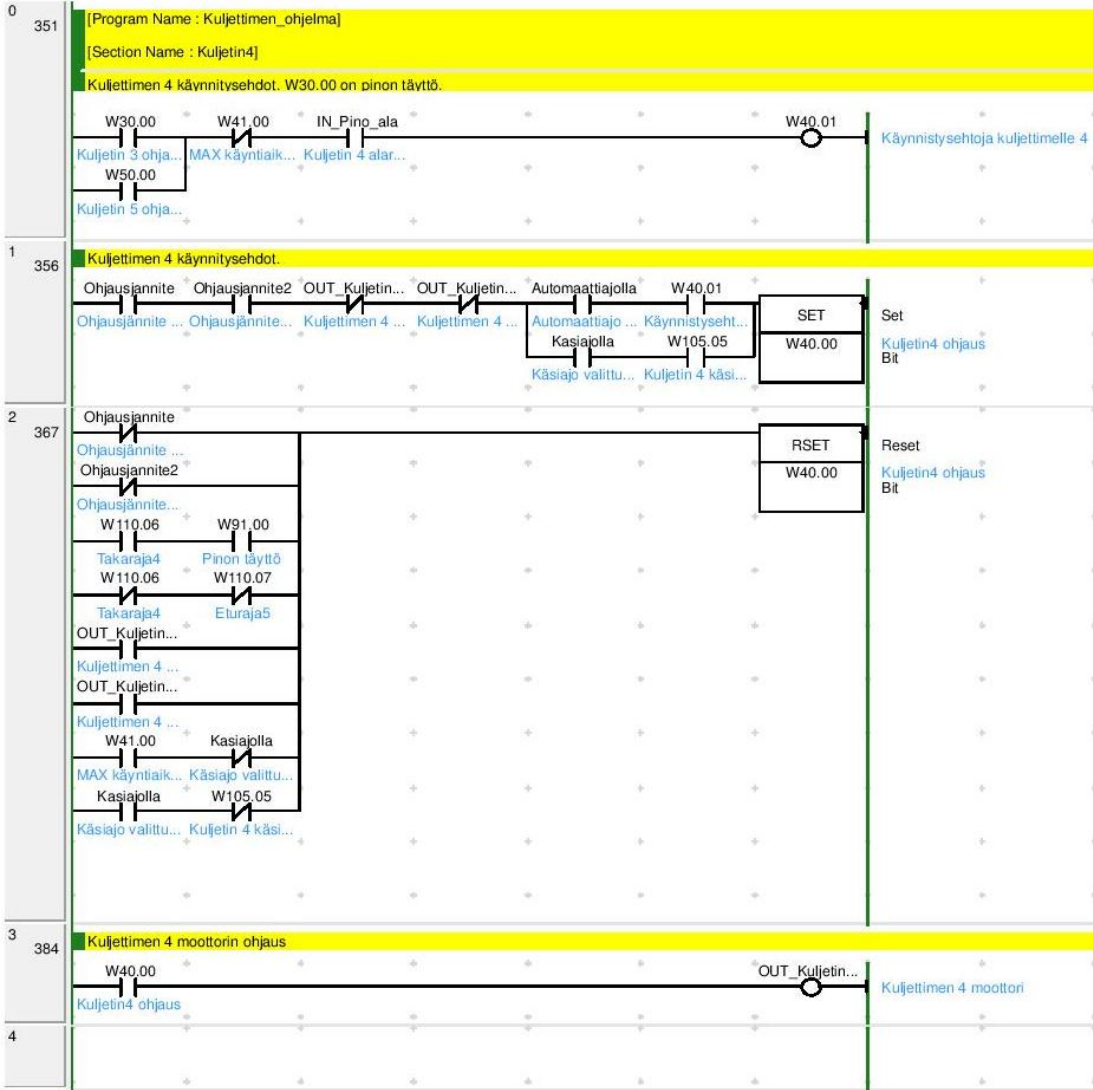 0
351
[Program Name : Kuljettimen_ohjelma]
[Section Name : Kuljetin4]
Kuljettimen 4 käynnitysehdot. W30.00 on pinon täyttö.
W30.00 W41.00 IN_Pino_ala W40.01
Kuljetin 3 ohja... MAX käyntiaik... Kuljetin 4 alar... Käynnistysehtoja kuljettimelle 4
W50.00
Kuljetin 5 ohja...
1
356
Kuljettimen 4 käynnitysehdot.
Ohjausjannite Ohjausjannite2 OUT_Kuljetin... OUT_Kuljetin... Automaattiajolla W40.01
Ohjausjännite ... Ohjausjännite... Kuljettimen 4 ... Kuljettimen 4 ... Automaattiajo ... Käynnistyseht...
SET Set
Kasiajolla W105.05 W40.00 Kuljetin4 ohjaus
Bit
Käsiajo valittu... Kuljetin 4 käsi...
2
367
Ohjausjannite
Ohjausjännite ...
RSET Reset
Ohjausjannite2
W40.00 Kuljetin4 ohjaus
Bit
Ohjausjännite...
W110.06 W91.00
Takaraja4 Pinon täyttö
W110.06 W110.07
Takaraja4 Eturaja5
OUT_Kuljetin...
Kuljettimen 4 ...
OUT_Kuljetin...
Kuljettimen 4 ...
W41.00 Kasiajolla
MAX käyntiaik... Käsiajo valittu...
Kasiajolla W105.05
Käsiajo valittu... Kuljetin 4 käsi...
3
384
Kuljettimen 4 moottorin ohjaus
W40.00 OUT_Kuljetin...
Kuljetin4 ohjaus Kuljettimen 4 moottori
4